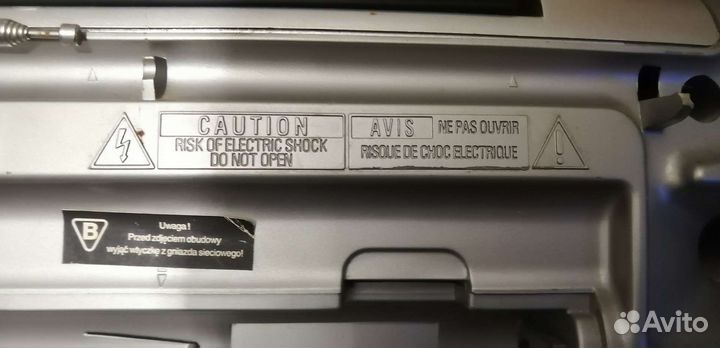 CAUTION
RISK OF ELECTRIC SHOCK
DO NOT OPEN
AVIS NE PAS OUVRIR
RISQUE DE CHOC ELECTRIQUE
B
Uwaga !
Przed zdjęciem obudowy
wyjąć wtyczkę z gniazda sieciowego!
Avito